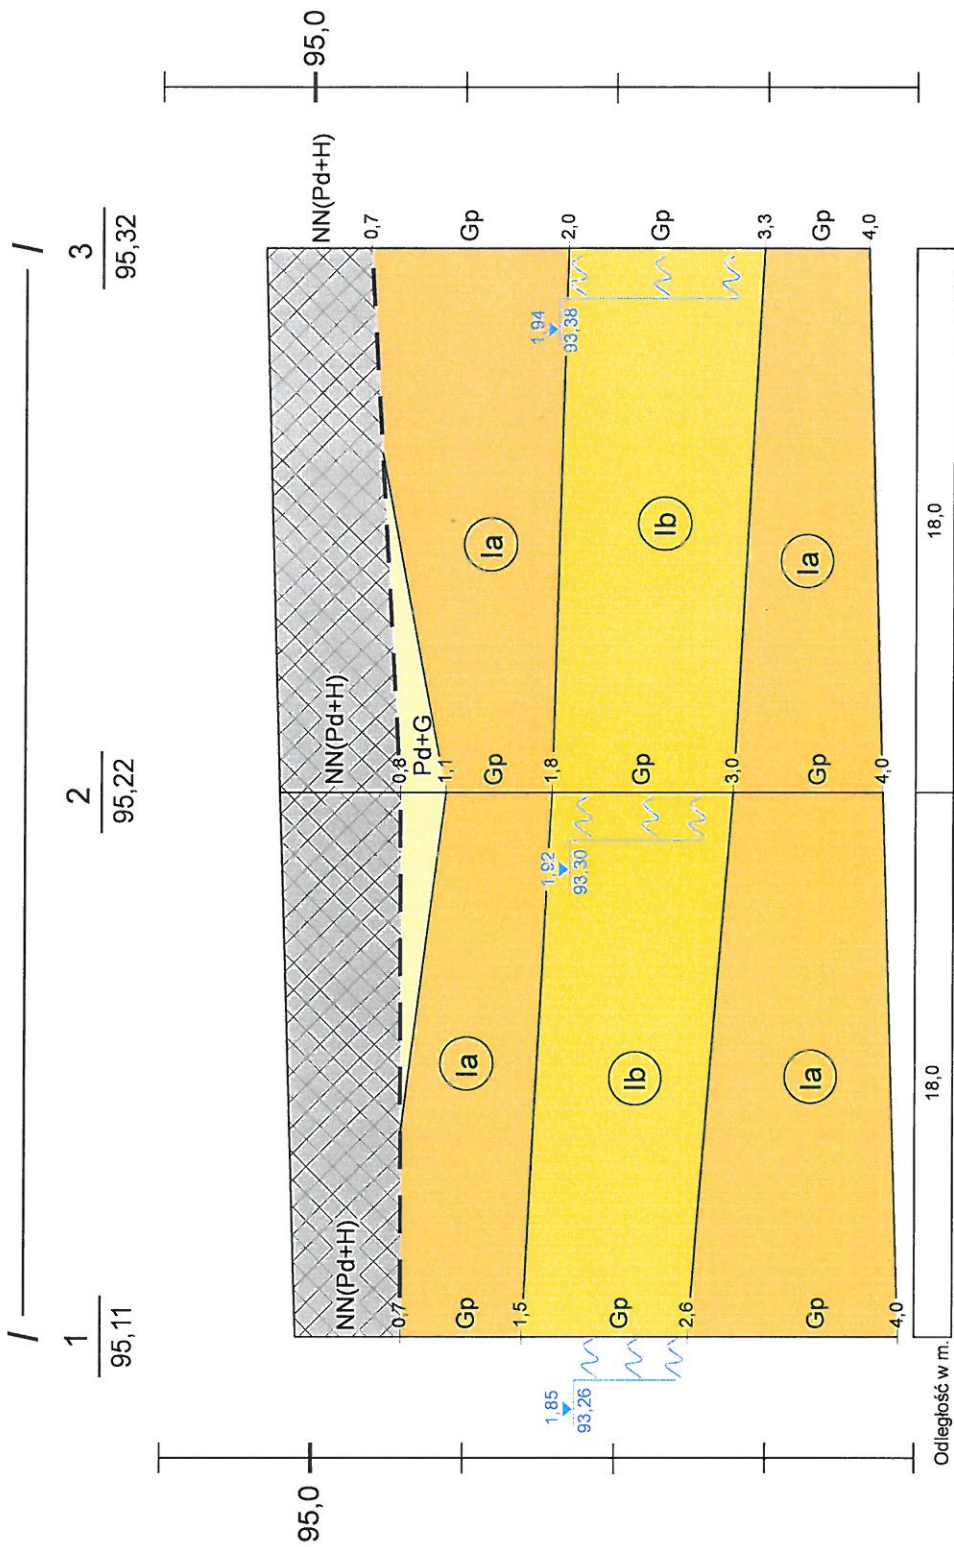 I I
1
95,11
2
95,22
3
95,32
95,0
95,0
NN(Pd+H)
0,7
Gp
1,5
Gp
2,6
Gp
4,0
1,85
93,26
NN(Pd+H)
0,8
Pd+G
1,1
Gp
1,8
Gp
3,0
Gp
4,0
1,92
93,30
NN(Pd+H)
0,7
Gp
2,0
Gp
3,3
Gp
4,0
1,94
93,38
Ia
Ib
Ia
Ia
Ib
Ia
Odległość w m.
18,0
18,0